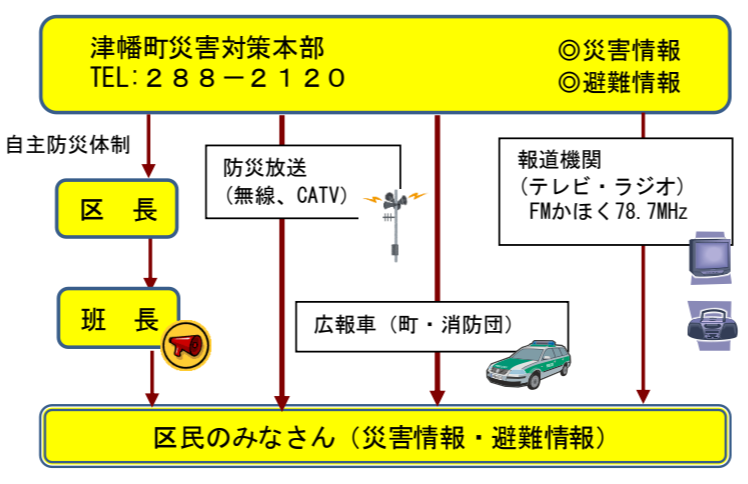 津幡町災害対策本部
TEL:２８８－２１２０
◎災害情報
◎避難情報
自主防災体制
区　長
班　長
防災放送
(無線、CATV)
広報車（町・消防団）
報道機関
(テレビ・ラジオ)
FMかほく78.7MHz
区民のみなさん（災害情報・避難情報）